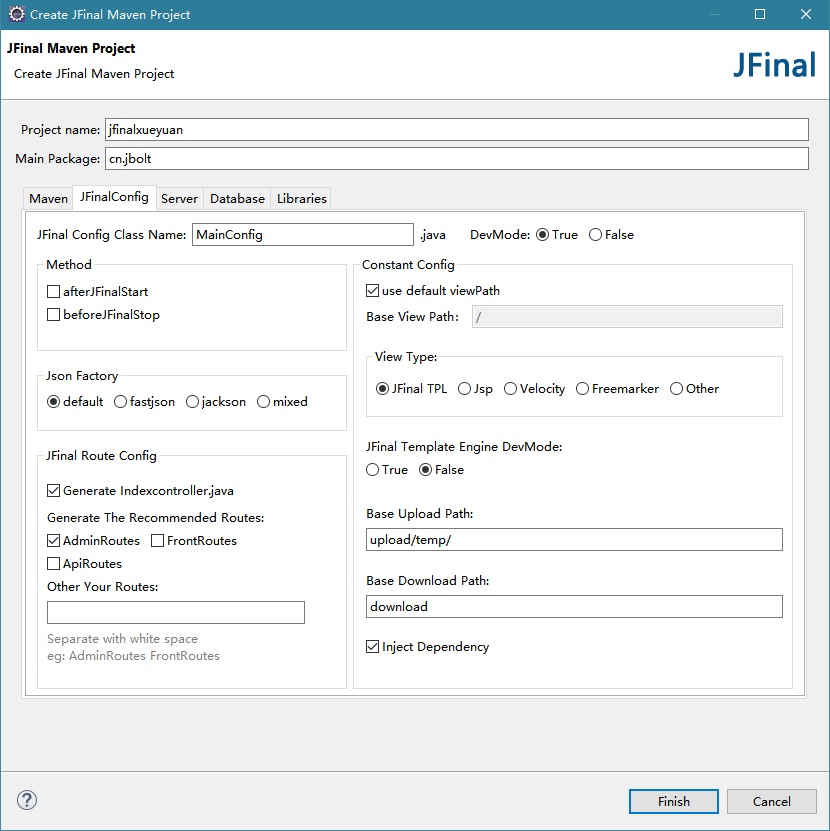 Create JFinal Maven Project
JFinal Maven Project
Create JFinal Maven Project
JFinal
Project name: jfinalxueyuan
Main Package: cn.jbolt
Maven JFinalConfig Server Database Libraries
JFinal Config Class Name: MainConfig .java DevMode: True False
Method
afterJFinalStart
beforeJFinalStop
Json Factory
default fastjson jackson mixed
JFinal Route Config
Generate Indexcontroller.java
Generate The Recommended Routes:
AdminRoutes FrontRoutes
ApiRoutes
Other Your Routes:
Separate with white space
eg: AdminRoutes FrontRoutes
Constant Config
use default viewPath
Base View Path: /
View Type:
JFinal TPL Jsp Velocity Freemarker Other
JFinal Template Engine DevMode:
True False
Base Upload Path:
upload/temp/
Base Download Path:
download
Inject Dependency
?
Finish Cancel